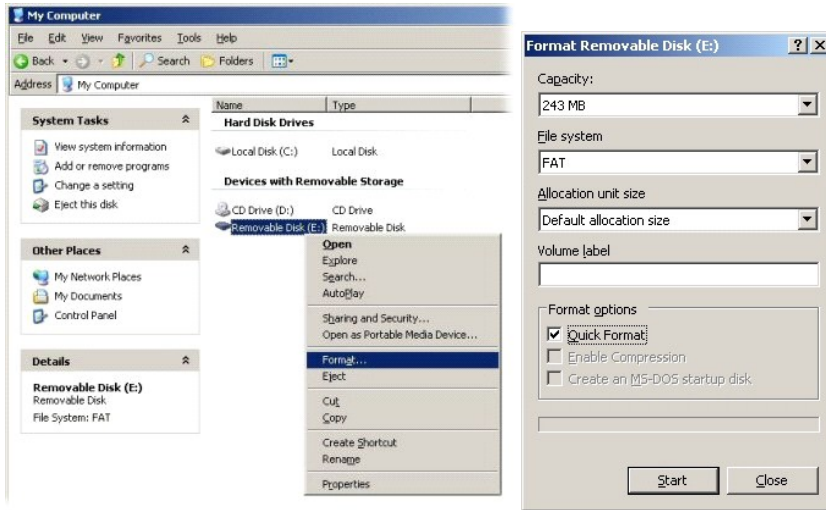 My Computer
File Edit View Favorites Tools Help
Back Search Folders
Address My Computer
System Tasks
View system information
Add or remove programs
Change a setting
Eject this disk
Other Places
My Network Places
My Documents
Control Panel
Details
Removable Disk (E:)
Removable Disk
File System: FAT
Name Type
Hard Disk Drives
Local Disk (C:) Local Disk
Devices with Removable Storage
CD Drive (D:) CD Drive
Removable Disk (E:) Removable Disk
Open
Explore
Search...
AutoPlay
Sharing and Security...
Open as Portable Media Device...
Format...
Eject
Cut
Copy
Create Shortcut
Rename
Properties
Format Removable Disk (E:)
Capacity:
243 MB
File system
FAT
Allocation unit size
Default allocation size
Volume label
Format options
Quick Format
Enable Compression
Create an MS-DOS startup disk
Start Close